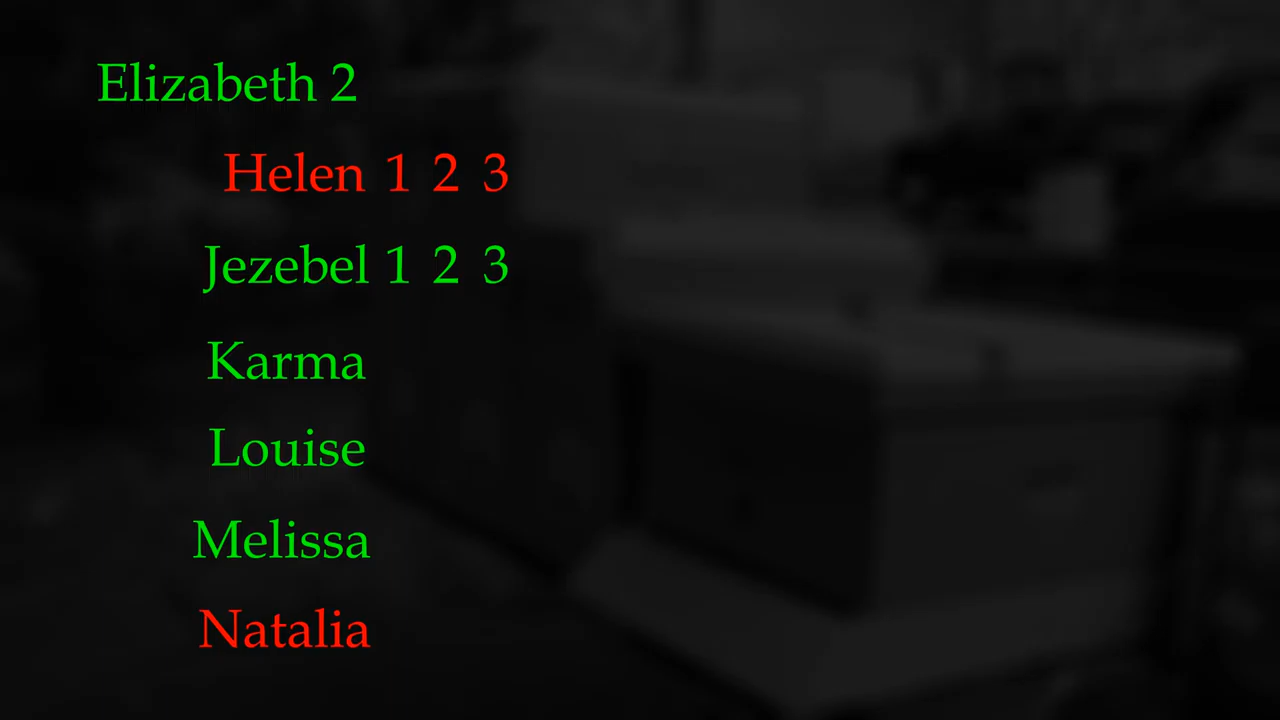 Elizabeth 2
Helen 1 2 3
Jezebel 1 2 3
Karma
Louise
Melissa
Natalia